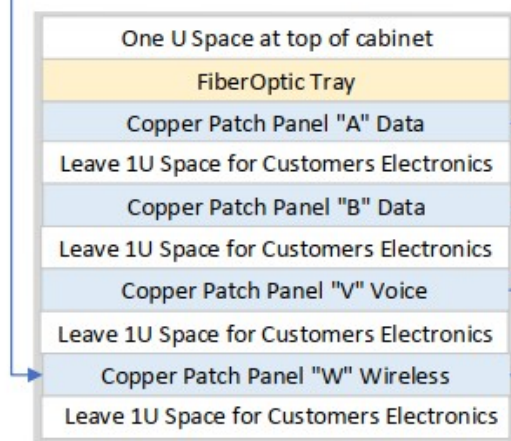 One U Space at top of cabinet
FiberOptic Tray
Copper Patch Panel "A" Data
Leave 1U Space for Customers Electronics
Copper Patch Panel "B" Data
Leave 1U Space for Customers Electronics
Copper Patch Panel "V" Voice
Leave 1U Space for Customers Electronics
Copper Patch Panel "W" Wireless
Leave 1U Space for Customers Electronics